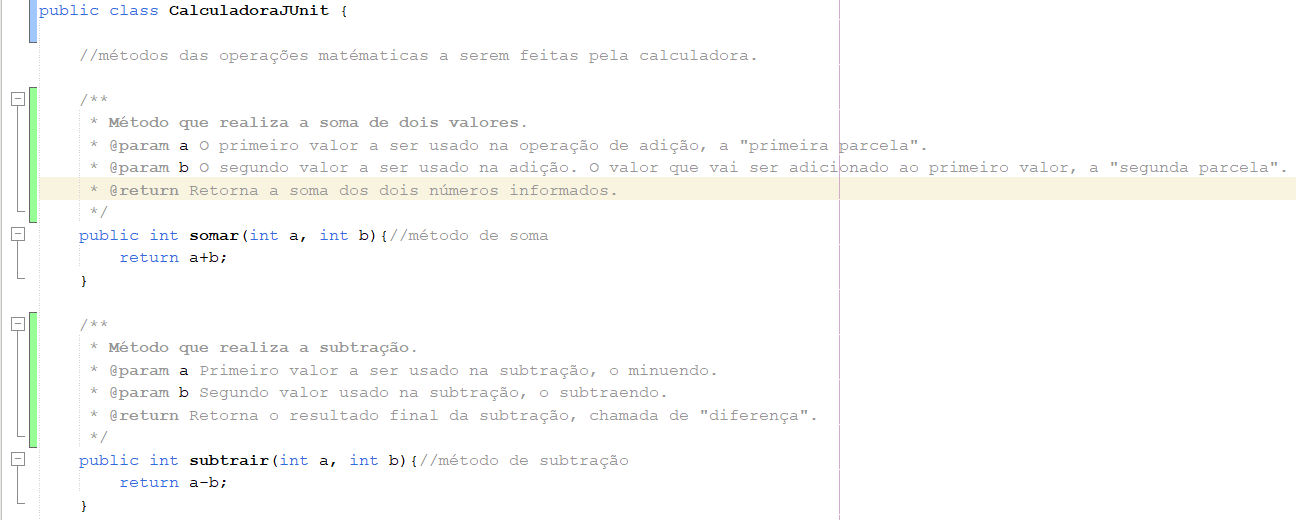 public class CalculadoraJUnit {
//métodos das operações matématicas a serem feitas pela calculadora.
/**
* Método que realiza a soma de dois valores.
* @param a O primeiro valor a ser usado na operação de adição, a "primeira parcela".
* @param b O segundo valor a ser usado na adição. O valor que vai ser adicionado ao primeiro valor, a "segunda parcela".
* @return Retorna a soma dos dois números informados.
*/
public int somar(int a, int b){//método de soma
return a+b;
}
/**
* Método que realiza a subtração.
* @param a Primeiro valor a ser usado na subtração, o minuendo.
* @param b Segundo valor usado na subtração, o subtraendo.
* @return Retorna o resultado final da subtração, chamada de "diferença".
*/
public int subtrair(int a, int b){//método de subtração
return a-b;
}